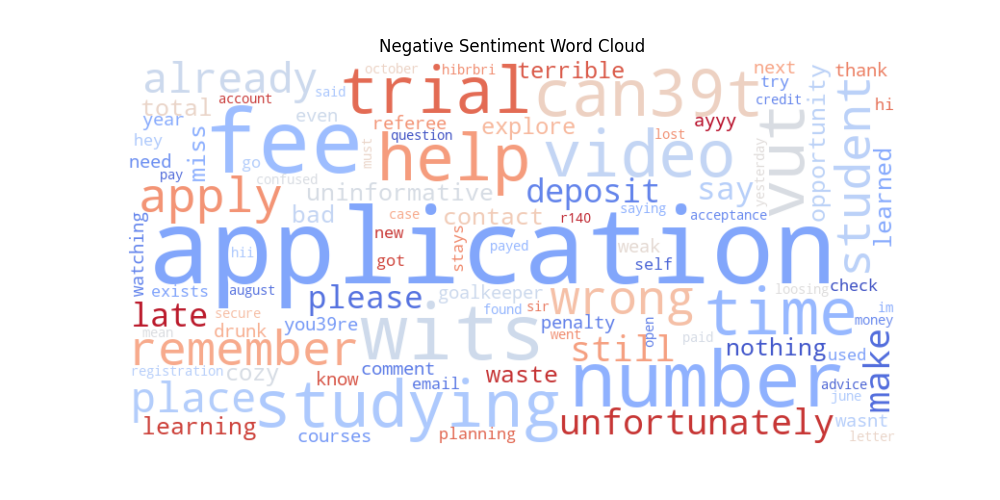 Negative Sentiment Word Cloud
already
said
october
hibrbri
terrible
next
thank
total
account
trial
can39t
try
credit
hi
year
even
referee
explore
ayyy
lost
hey
miss
fee
question
video
vut
opportunity
student
need
go
must
help
yesterday
learned
pay
confused
apply
uninformative
deposit
say
bad
case
contact
r140
saying
acceptance
watching
application
new
stays
payed
weak
hii
got
self
exists
august
goalkeeper
loosing
check
please
found
sir
wrong
time
im
late
secure
you39re
wits
penalty
open
money
mean
drunk
went
paid
remember
still
nothing
used
make
registration
cozy
know
comment
waste
number
advice
email
june
place
studying
unfortunately
wasnt
learning
courses
planning
letter